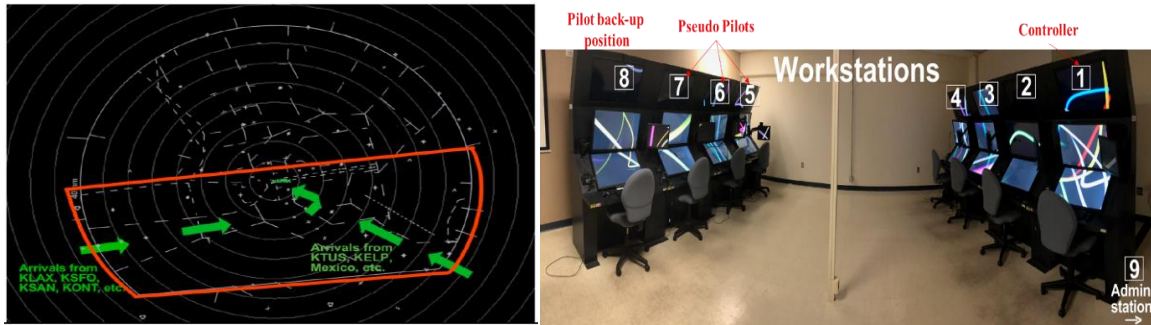 Arrivals from
KLAX, KSFO,
KSAN, KONT, etc.
Arrivals from
KTUS, KELP,
Mexico, etc.
Pilot back-up
position
Pseudo Pilots
Controller
Workstations
8
7
6
5
4
3
2
1
9
Admin
station